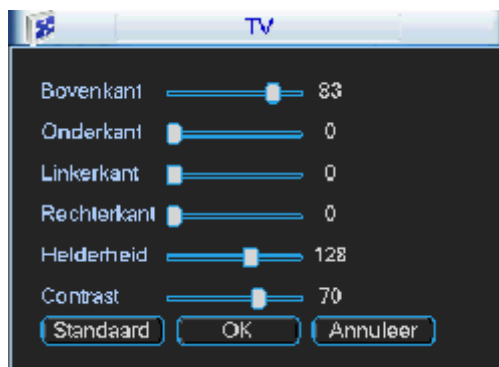 TV
Bovenkant 83
Onderkant 0
Linkerkant 0
Rechterkant 0
Helderheid 128
Contrast 70
Standaard OK Annuleer